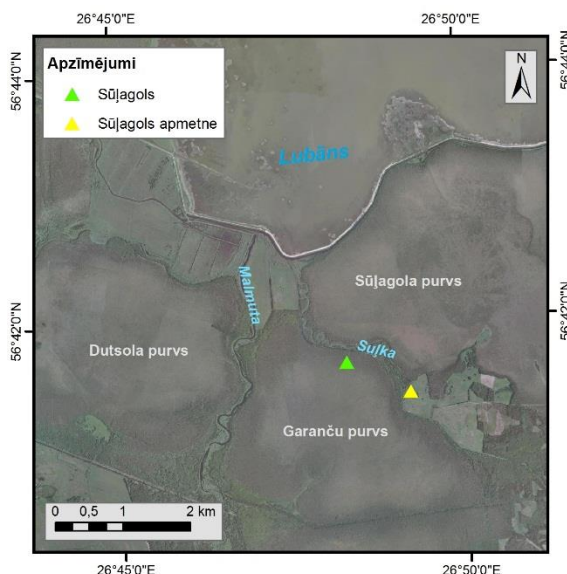 26°45'0"E
26°50'0"E
56°44'0"N
56°44'0"N
Apzīmējumi
Sūļagols
Sūļagols apmetne
N
Lubāns
Malmuta
Sūļagola purvs
56°42'0"N
56°42'0"N
Dutsola purvs
Suļka
Garanču purvs
0 0,5 1 2 km
26°45'0"E
26°50'0"E